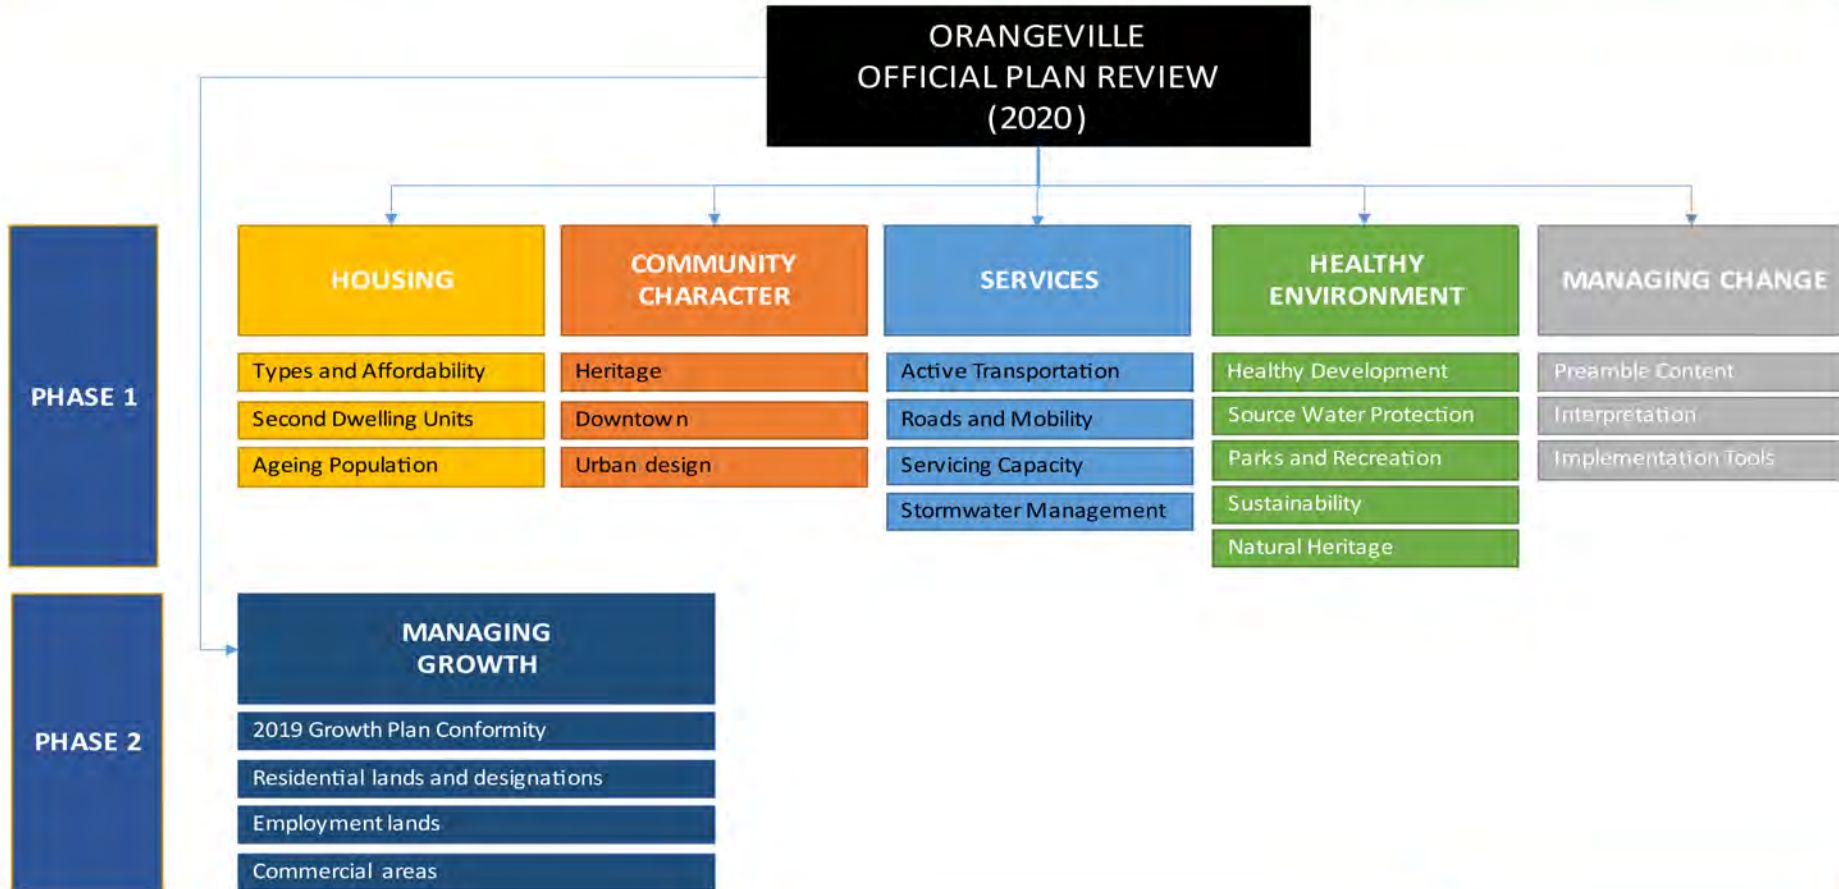 ORANGEVILLE
OFFICIAL PLAN REVIEW
(2020)
PHASE 1
HOUSING
Types and Affordability
Second Dwelling Units
Ageing Population
COMMUNITY
CHARACTER
Heritage
Downtown
Urban design
SERVICES
Active Transportation
Roads and Mobility
Servicing Capacity
Stormwater Management
HEALTHY
ENVIRONMENT
Healthy Development
Source Water Protection
Parks and Recreation
Sustainability
Natural Heritage
MANAGING CHANGE
Preamble Content
Interpretation
Implementation Tools
PHASE 2
MANAGING
GROWTH
2019 Growth Plan Conformity
Residential lands and designations
Employment lands
Commercial areas